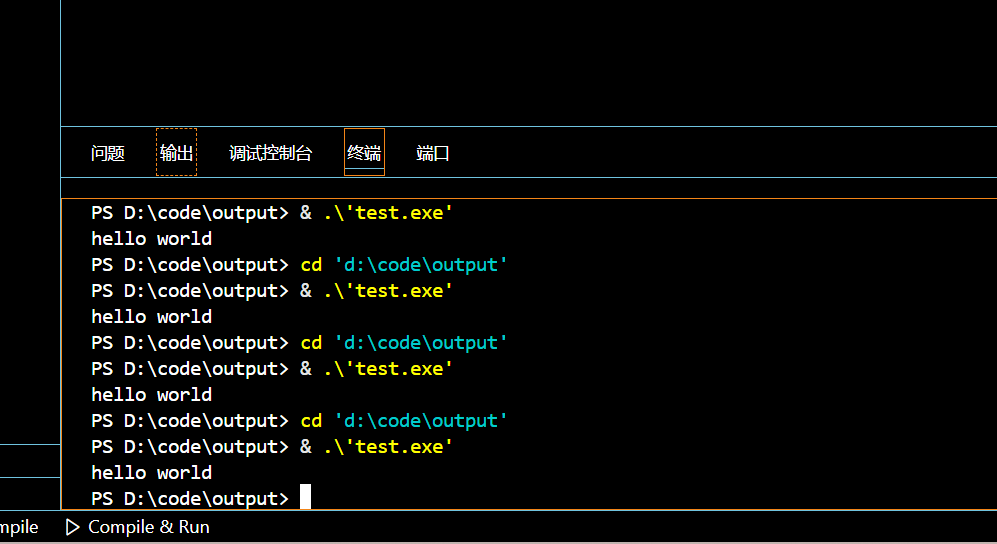 问题 输出 调试控制台 终端 端口
PS D:\code\output> & .\'test.exe'
hello world
PS D:\code\output> cd 'd:\code\output'
PS D:\code\output> & .\'test.exe'
hello world
PS D:\code\output> cd 'd:\code\output'
PS D:\code\output> & .\'test.exe'
hello world
PS D:\code\output> cd 'd:\code\output'
PS D:\code\output> & .\'test.exe'
hello world
PS D:\code\output>
mpile Compile & Run